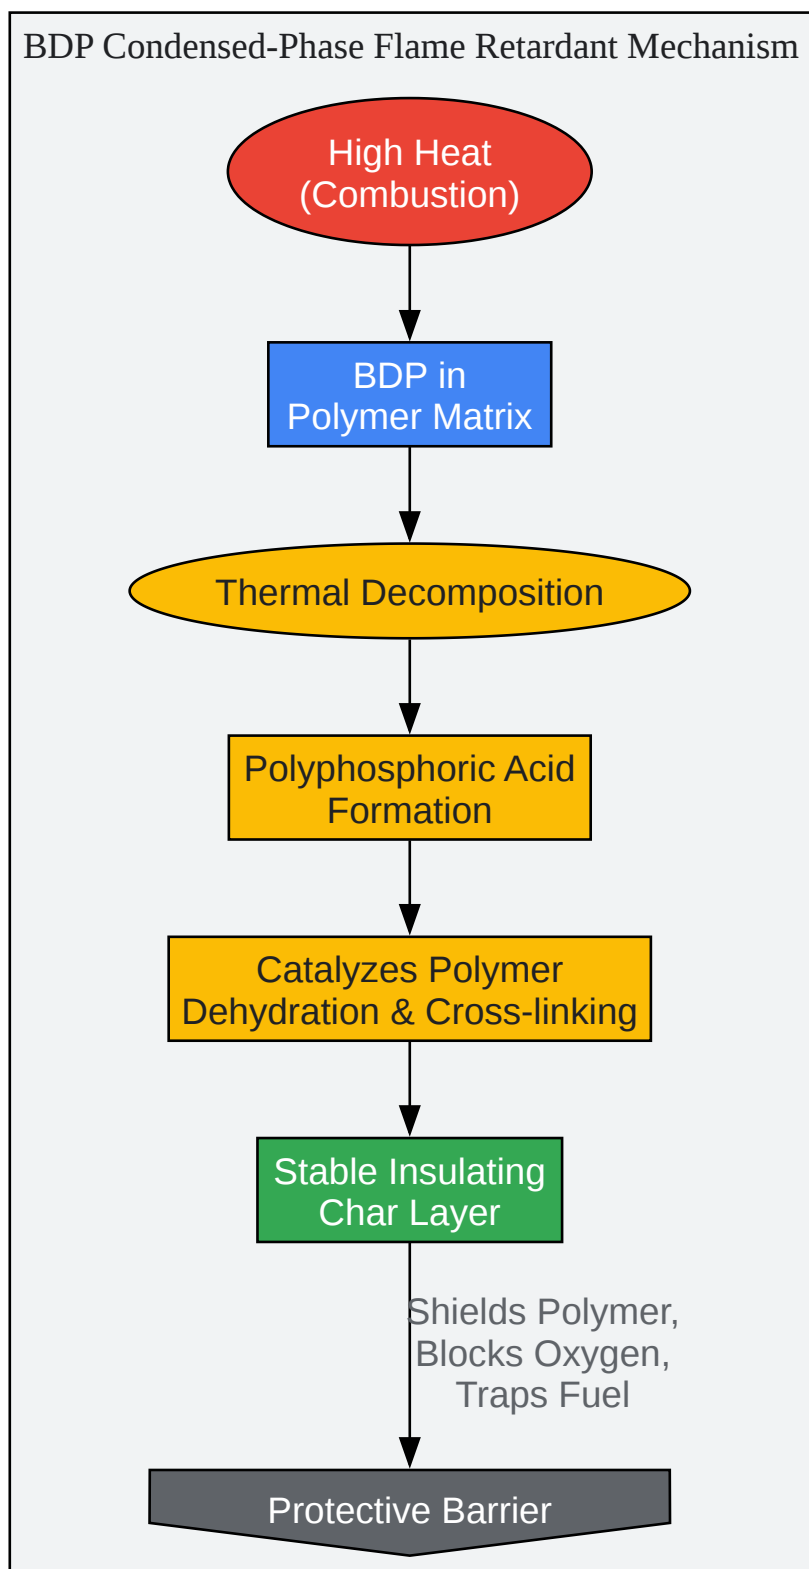 BDP Condensed-Phase Flame Retardant Mechanism
High Heat
(Combustion)
BDP in
Polymer Matrix
Thermal Decomposition
Polyphosphoric Acid
Formation
Catalyzes Polymer
Dehydration & Cross-linking
Stable Insulating
Char Layer
Shields Polymer,
Blocks Oxygen,
Traps Fuel
Protective Barrier